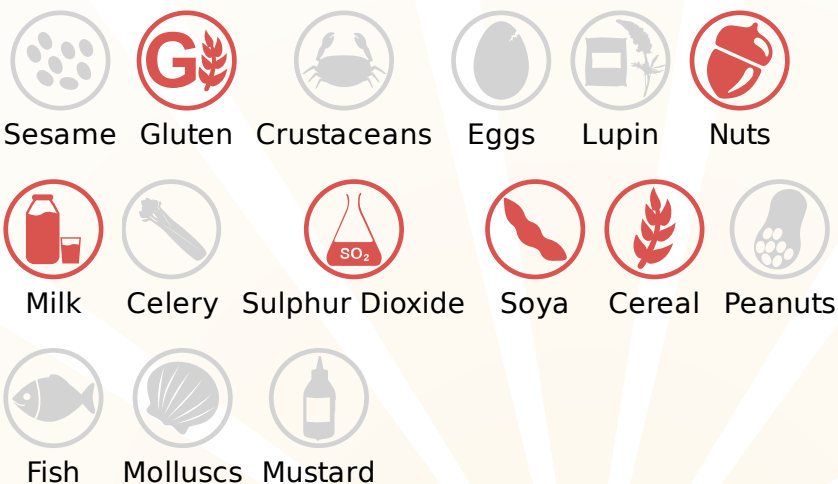 Sesame Gluten Crustaceans Eggs Lupin Nuts
SO₂
Milk Celery Sulphur Dioxide Soya Cereal Peanuts
Fish Molluscs Mustard